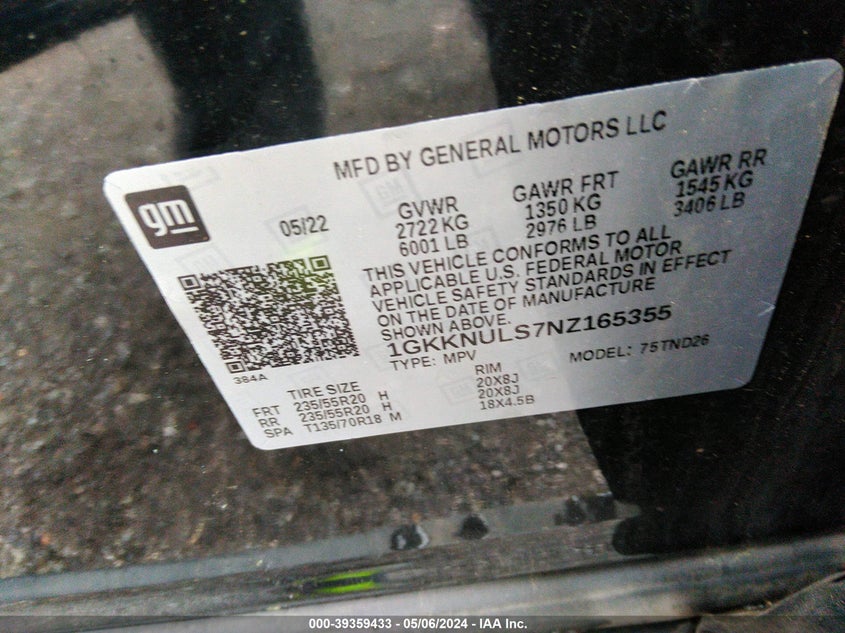 MFD BY GENERAL MOTORS LLC
gm
05/22
GVWR
2722 KG
6001 LB
GAWR FRT
1350 KG
2976 LB
GAWR RR
1545 KG
3406 LB
THIS VEHICLE CONFORMS TO ALL
APPLICABLE U.S. FEDERAL MOTOR
VEHICLE SAFETY STANDARDS IN EFFECT
ON THE DATE OF MANUFACTURE
SHOWN ABOVE.
1GKKNULS7NZ165355
TYPE: MPV
MODEL: 75TND26
384A
TIRE SIZE
RIM
FRT 235/55R20 H 20X8J
RR 235/55R20 H 20X8J
SPA T135/70R18 M 18X4.5B
000-39359433 - 05/06/2024 - IAA Inc.